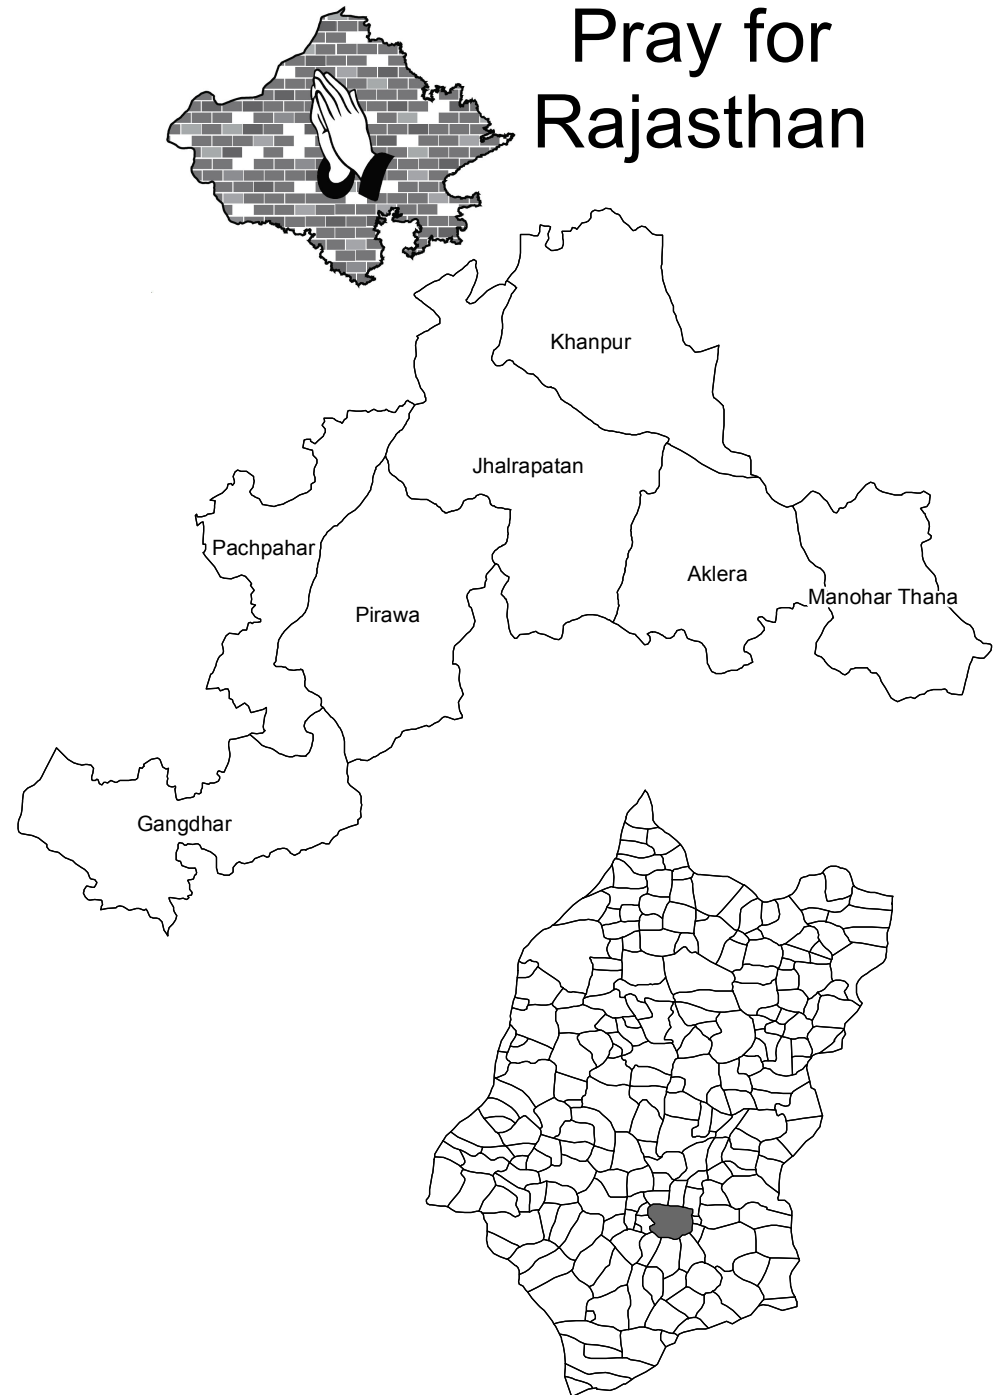 Pray for
Rajasthan
Khanpur
Jhalrapatan
Pachpahar
Aklera
Manohar Thana
Pirawa
Gangdhar